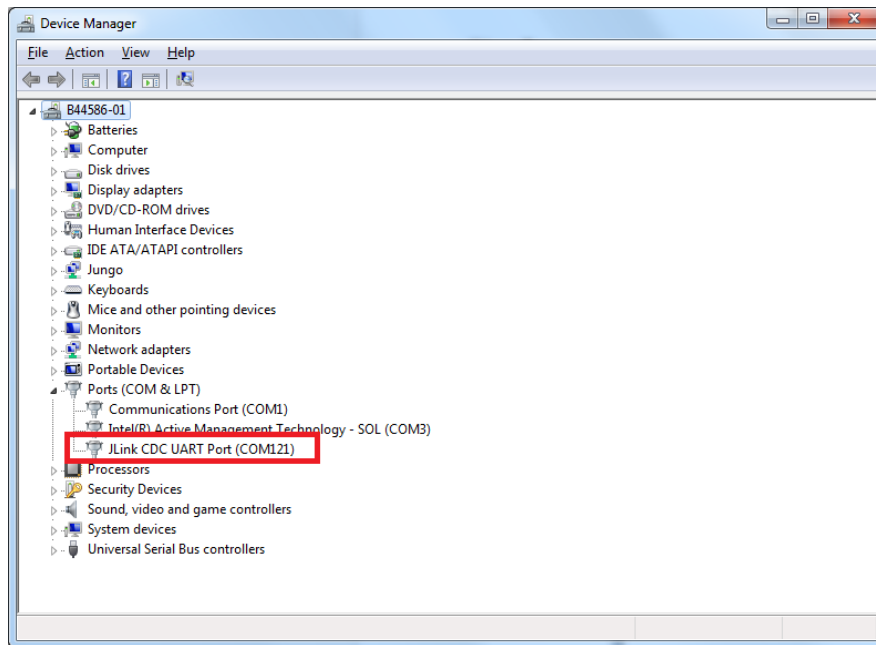 Device Manager
File Action View Help
B44586-01
Batteries
Computer
Disk drives
Display adapters
DVD/CD-ROM drives
Human Interface Devices
IDE ATA/ATAPI controllers
Jungo
Keyboards
Mice and other pointing devices
Monitors
Network adapters
Portable Devices
Ports (COM & LPT)
Communications Port (COM1)
Intel(R) Active Management Technology - SOL (COM3)
JLink CDC UART Port (COM121)
Processors
Security Devices
Sound, video and game controllers
System devices
Universal Serial Bus controllers